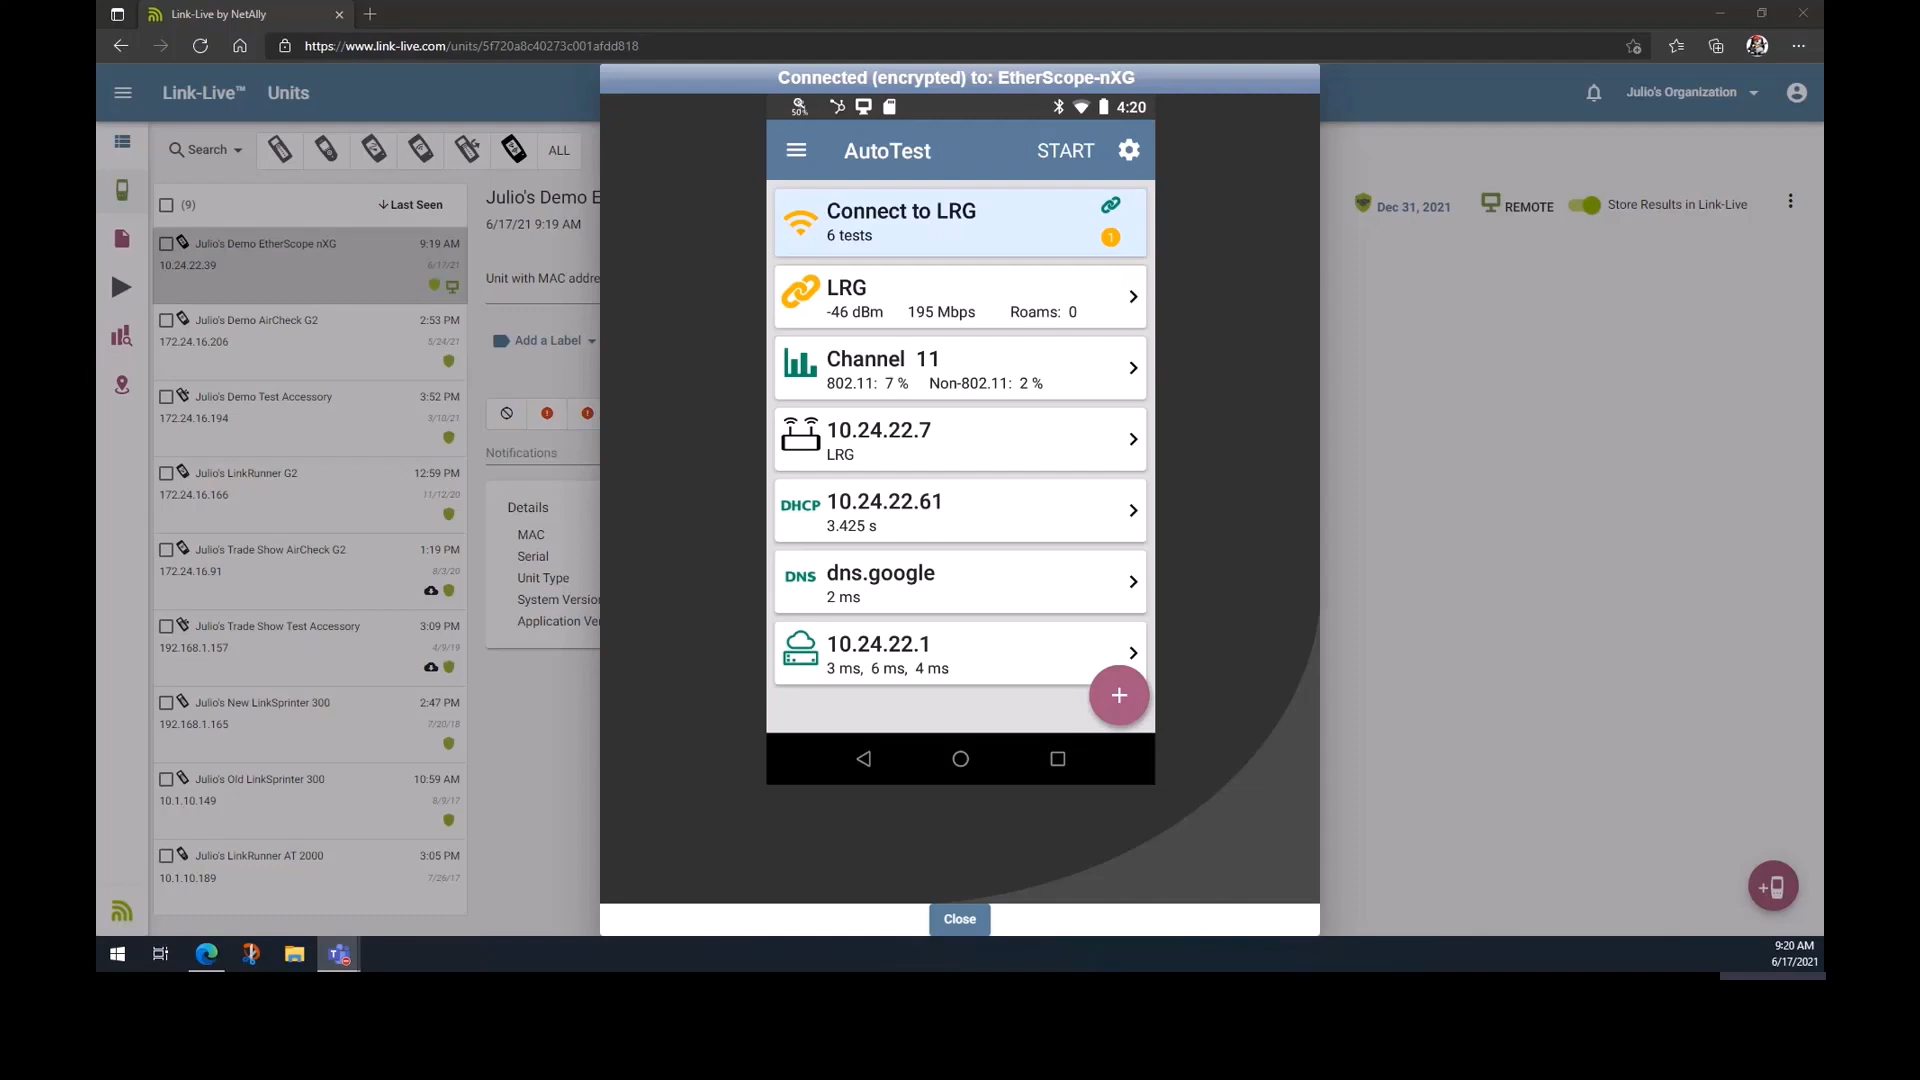 Link-Live by NetAlly
https://www.link-live.com/units/5f720a8c40273c001afdd818
Link-Live™ Units
Julio's Organization
Search
ALL
(9) Last Seen
Julio's Demo EtherScope nXG 9:19 AM
10.24.22.39 6/17/21
Julio's Demo AirCheck G2 2:53 PM
172.24.16.206 5/24/21
Julio's Demo Test Accessory 3:52 PM
172.24.16.194 3/10/21
Julio's LinkRunner G2 12:59 PM
172.24.16.166 11/12/20
Julio's Trade Show AirCheck G2 1:19 PM
172.24.16.91 8/3/20
Julio's Trade Show Test Accessory 3:09 PM
192.168.1.157 4/9/19
Julio's New LinkSprinter 300 2:47 PM
192.168.1.165 7/20/18
Julio's Old LinkSprinter 300 10:59 AM
10.1.10.149 8/9/17
Julio's LinkRunner AT 2000 3:05 PM
10.1.10.189 7/26/17
Julio's Demo E
6/17/21 9:19 AM
Unit with MAC addre
Add a Label
Notifications
Details
MAC
Serial
Unit Type
System Versio
Application Ve
Dec 31, 2021
REMOTE
Store Results in Link-Live
Connected (encrypted) to: EtherScope-nXG
50%
4:20
AutoTest START
Connect to LRG
6 tests
1
LRG
-46 dBm 195 Mbps Roams: 0
Channel 11
802.11: 7 % Non-802.11: 2 %
10.24.22.7
LRG
DHCP 10.24.22.61
3.425 s
DNS dns.google
2 ms
10.24.22.1
3 ms, 6 ms, 4 ms
+
Close
9:20 AM
6/17/2021